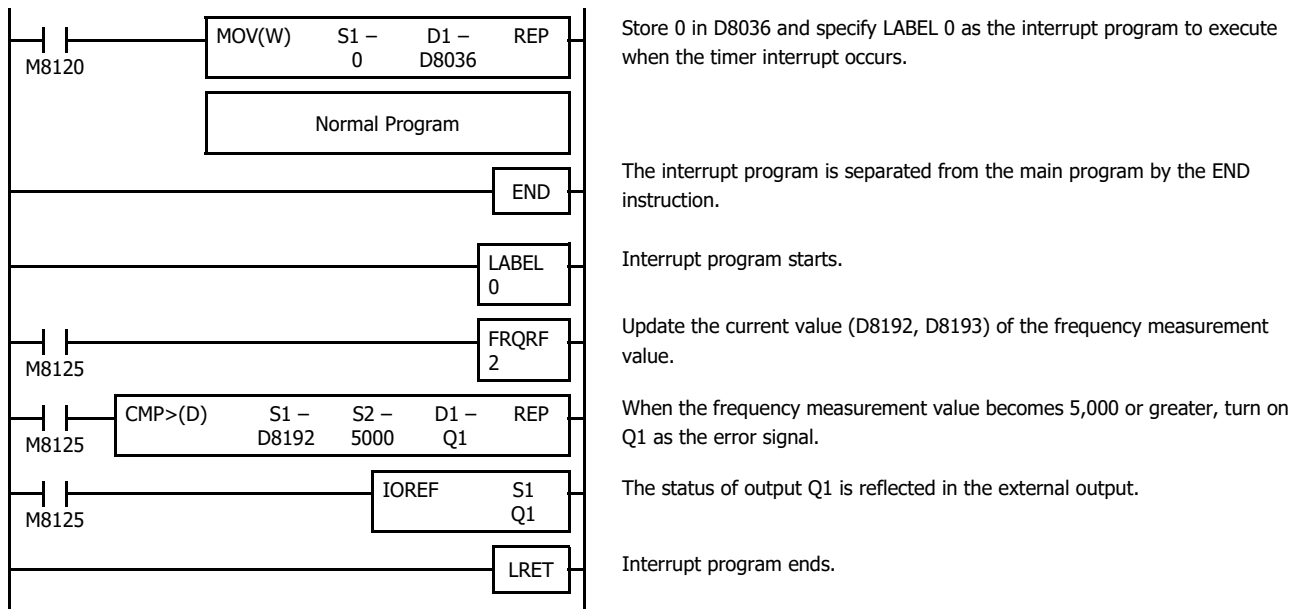 MOV(W) S1 – D1 – REP
0 D8036
M8120
Store 0 in D8036 and specify LABEL 0 as the interrupt program to execute
when the timer interrupt occurs.
Normal Program
END
The interrupt program is separated from the main program by the END
instruction.
LABEL
0
Interrupt program starts.
M8125
FRQRF
2
Update the current value (D8192, D8193) of the frequency measurement
value.
M8125
CMP>(D) S1 – S2 – D1 – REP
D8192 5000 Q1
When the frequency measurement value becomes 5,000 or greater, turn on
Q1 as the error signal.
M8125
IOREF S1
Q1
The status of output Q1 is reflected in the external output.
LRET
Interrupt program ends.